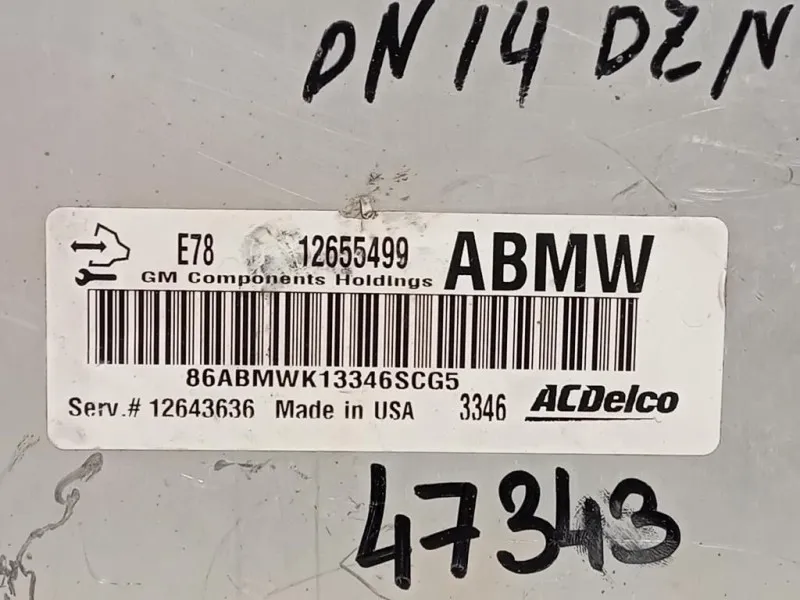 DN 14 DZN
E78 12655499 ABMW
GM Components Holdings
86ABMWK13346SCG5
Serv.# 12643636 Made in USA 3346 ACDelco
47343